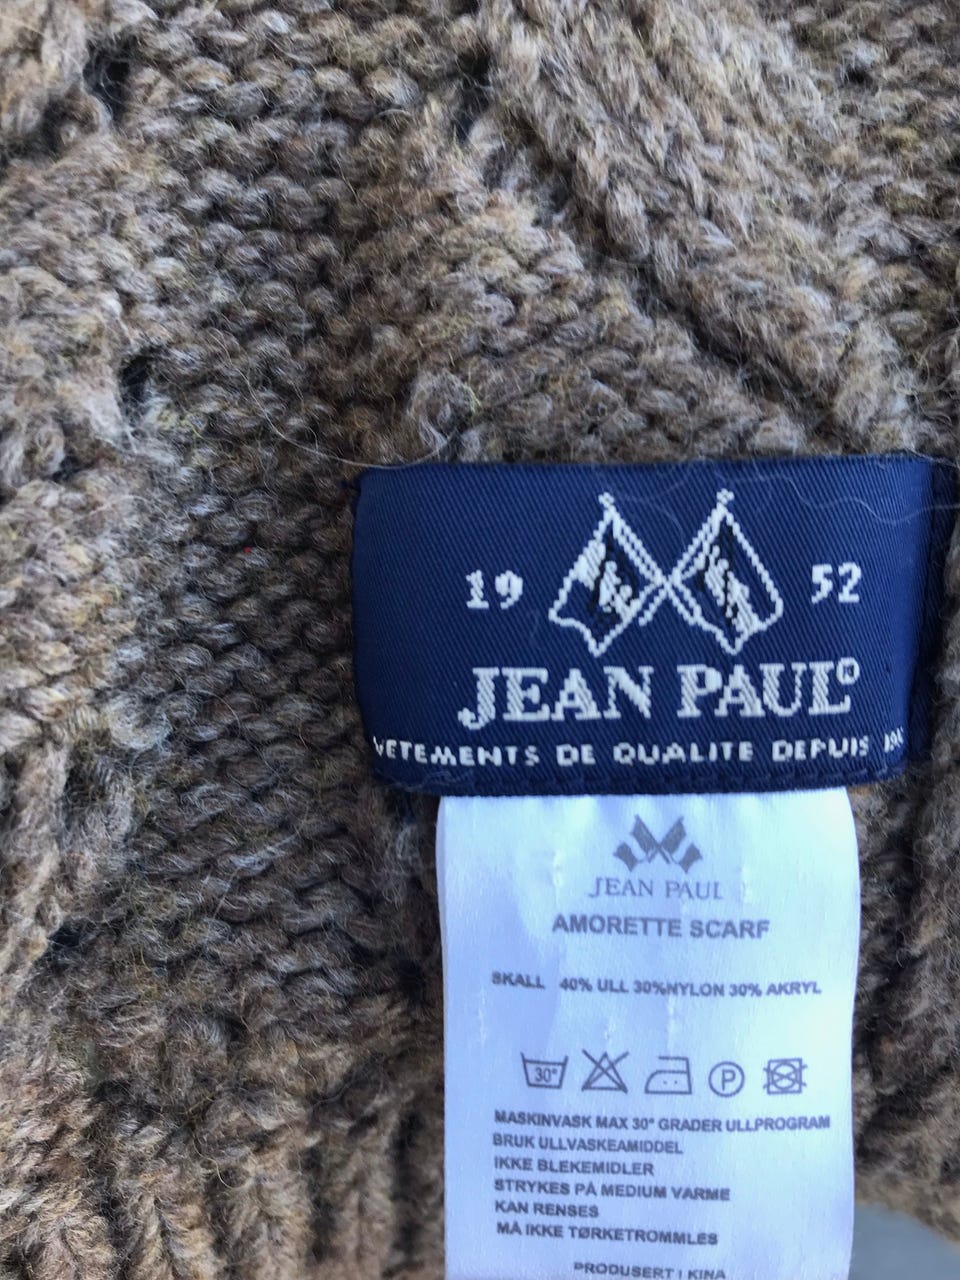 19 52
JEAN PAUL®
VETEMENTS DE QUALITE DEPUIS
JEAN PAUL
AMORETTE SCARF
SKALL 40% ULL 30%NYLON 30% AKRYL
30° P
MASKINVASK MAX 30° GRADER ULLPROGRAM
BRUK ULLVASKEAMIDDEL
IKKE BLEKEMIDLER
STRYKES PÅ MEDIUM VARME
KAN RENSES
MÅ IKKE TØRKETROMMLES
PRODUSERT I KINA